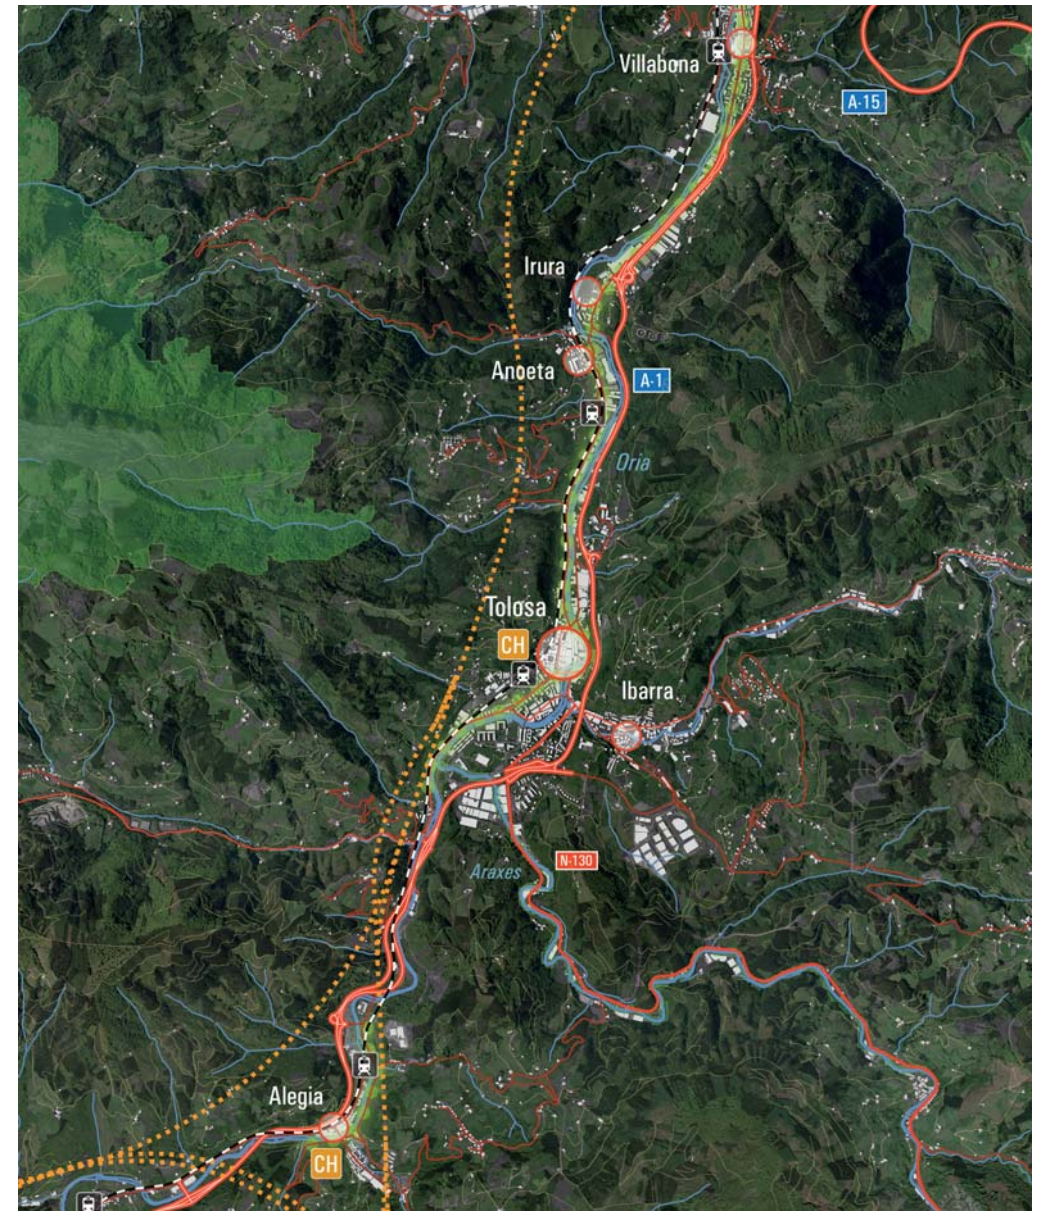 Villabona
A-15
Irura
Anoeta
A-1
Oria
Tolosa
CH
Ibarra
N-130
Araxes
Alegia
CH